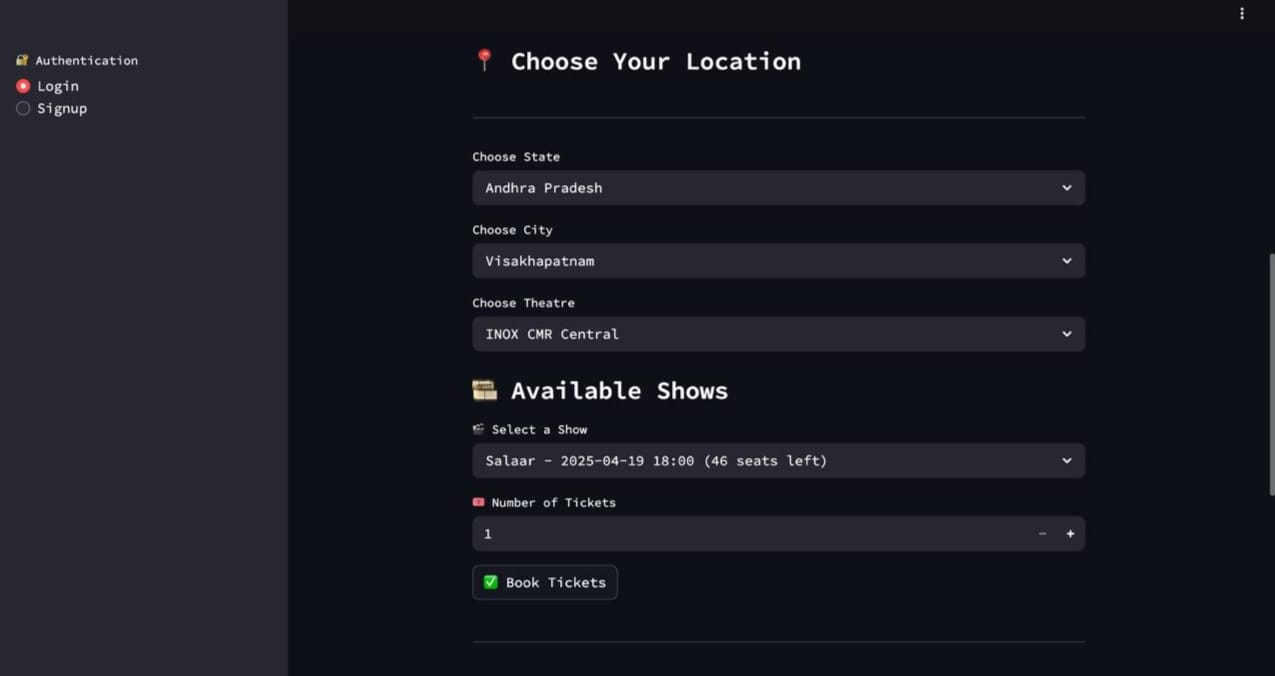 🔐 Authentication
Login
Signup
📍 Choose Your Location
Choose State
Andhra Pradesh
Choose City
Visakhapatnam
Choose Theatre
INOX CMR Central
Available Shows
🎬 Select a Show
Salaar - 2025-04-19 18:00 (46 seats left)
🎟 Number of Tickets
1 − +
✅ Book Tickets